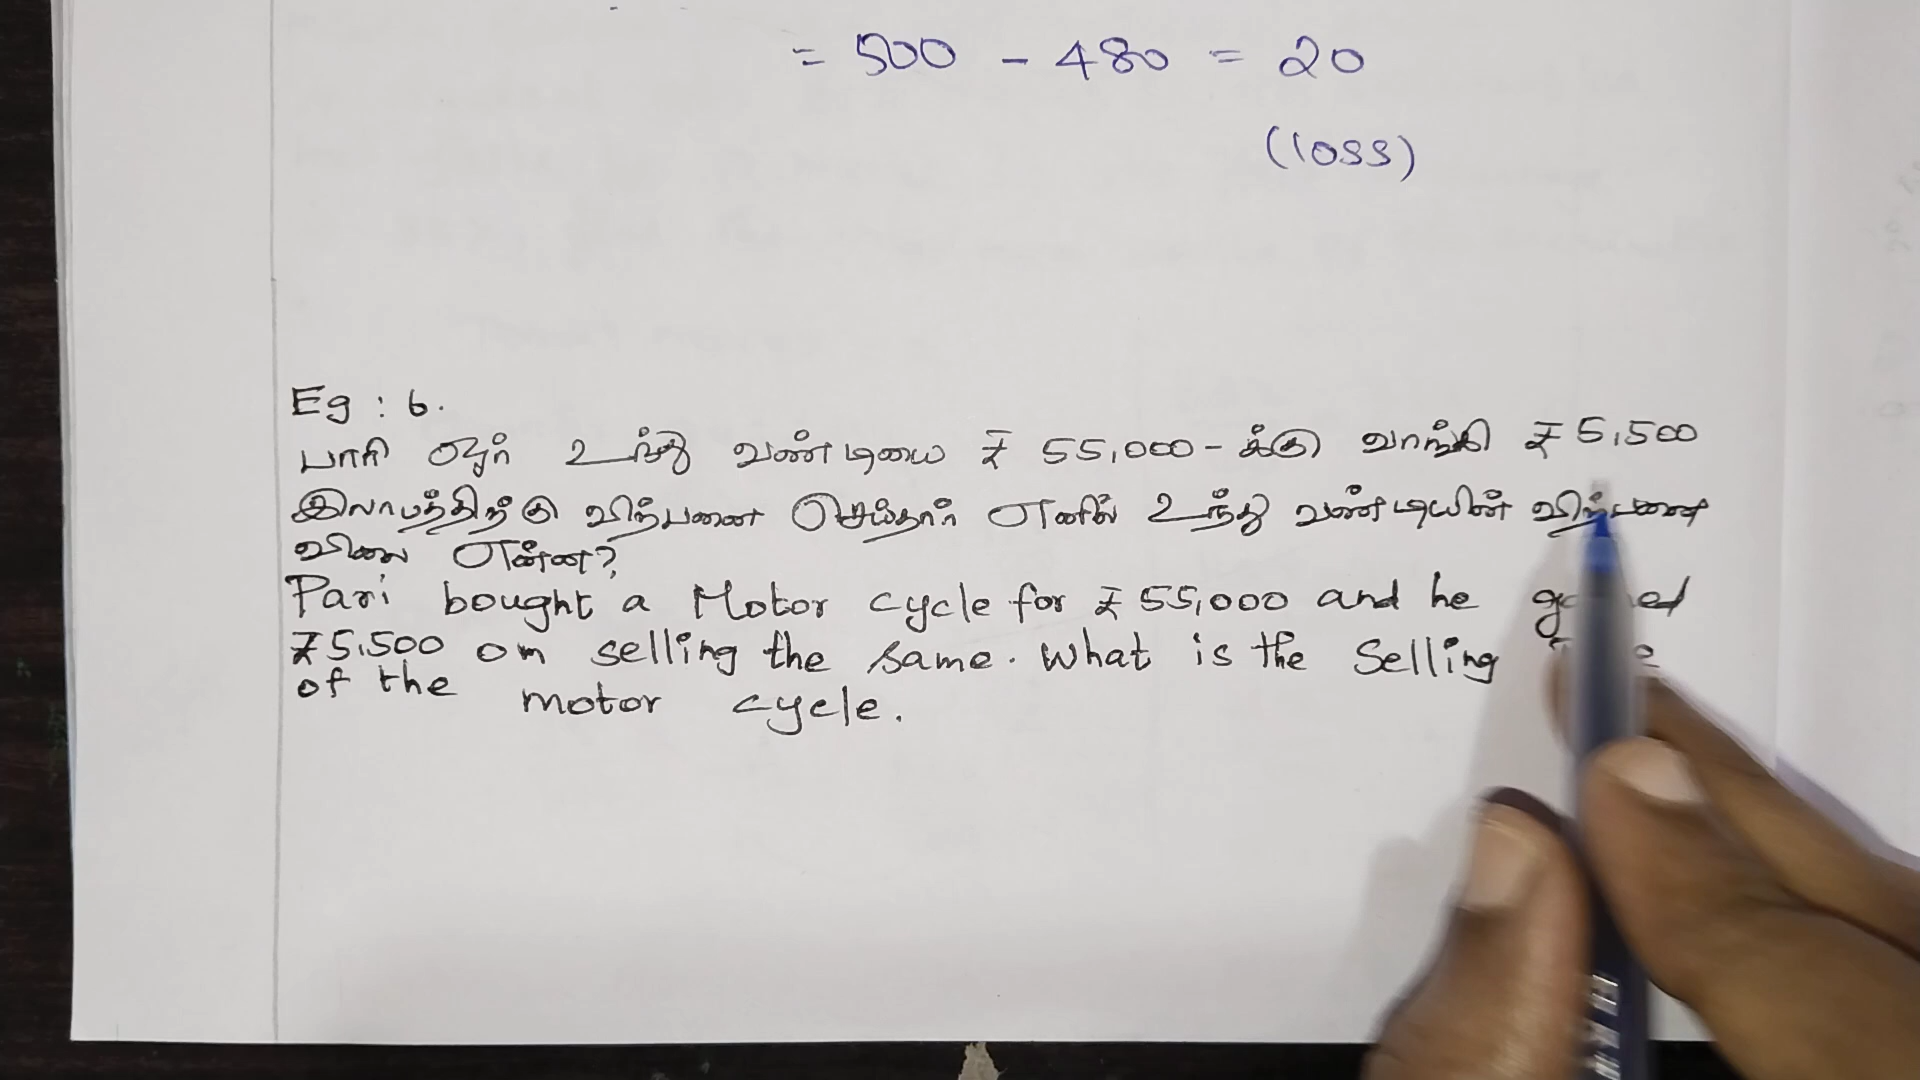 = 500 - 480 = 20
(loss)
Eg : 6.
பாரி ஓர் உந்து வண்டியை ₹ 55,000-க்கு வாங்கி ₹ 5,500
இலாபத்திற்கு விற்பனை செய்தார் எனில் உந்து வண்டியின் விற்பனை
விலை என்ன?
Pari bought a Motor cycle for ₹ 55,000 and he
₹5,500 on selling the same. What is the Selling
of the motor cycle.